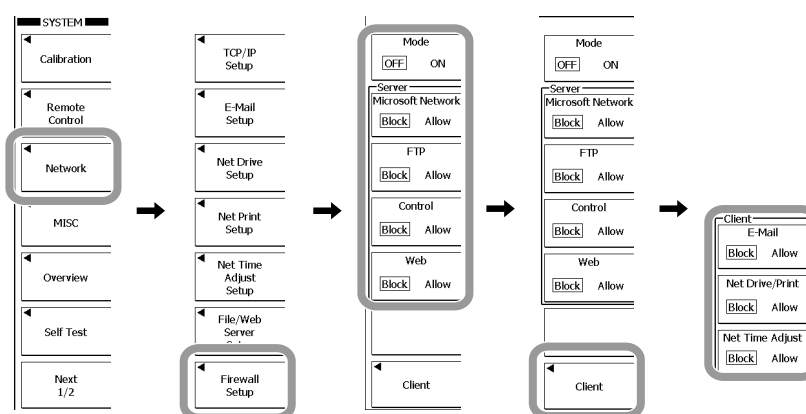 SYSTEM
Calibration
Remote
Control
Network
MISC
Overview
Self Test
Next
1/2
TCP/IP
Setup
E-Mail
Setup
Net Drive
Setup
Net Print
Setup
Net Time
Adjust
Setup
File/Web
Server
Firewall
Setup
Mode
OFF ON
Server
Microsoft Network
Block Allow
FTP
Block Allow
Control
Block Allow
Web
Block Allow
Client
Mode
OFF ON
Server
Microsoft Network
Block Allow
FTP
Block Allow
Control
Block Allow
Web
Block Allow
Client
Client
E-Mail
Block Allow
Net Drive/Print
Block Allow
Net Time Adjust
Block Allow